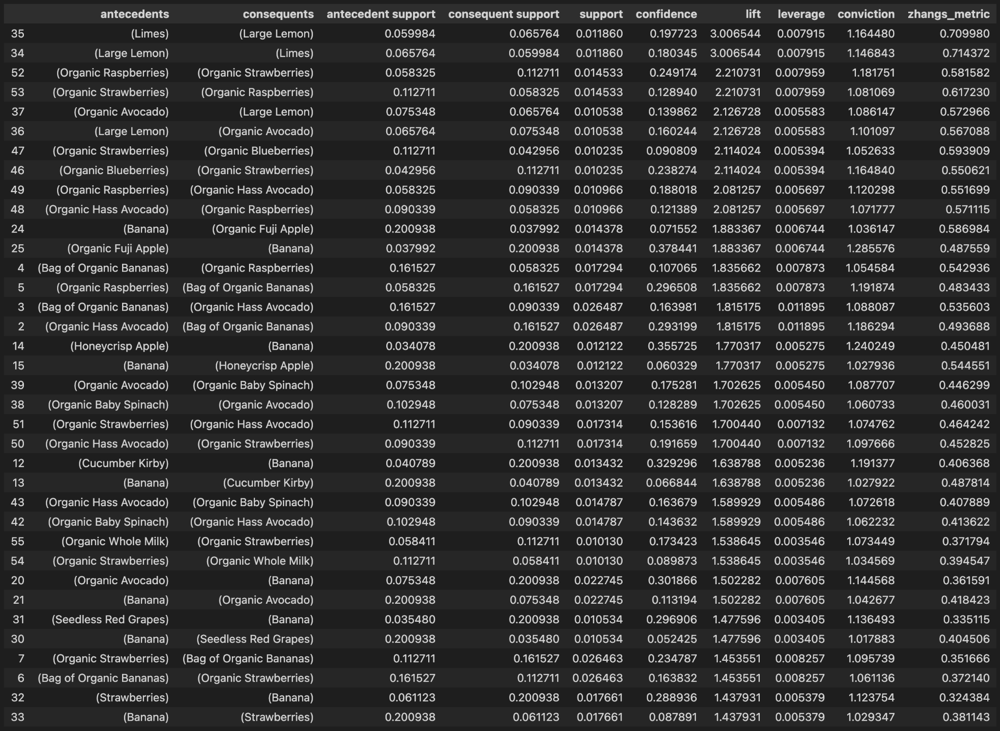 antecedents consequents antecedent support consequent support support confidence lift leverage conviction zhangs_metric
35 (Limes) (Large Lemon) 0.059984 0.065764 0.011860 0.197723 3.006544 0.007915 1.164480 0.709980
34 (Large Lemon) (Limes) 0.065764 0.059984 0.011860 0.180345 3.006544 0.007915 1.146843 0.714372
52 (Organic Raspberries) (Organic Strawberries) 0.058325 0.112711 0.014533 0.249174 2.210731 0.007959 1.181751 0.581582
53 (Organic Strawberries) (Organic Raspberries) 0.112711 0.058325 0.014533 0.128940 2.210731 0.007959 1.081069 0.617230
37 (Organic Avocado) (Large Lemon) 0.075348 0.065764 0.010538 0.139862 2.126728 0.005583 1.086147 0.572966
36 (Large Lemon) (Organic Avocado) 0.065764 0.075348 0.010538 0.160244 2.126728 0.005583 1.101097 0.567088
47 (Organic Strawberries) (Organic Blueberries) 0.112711 0.042956 0.010235 0.090809 2.114024 0.005394 1.052633 0.593909
46 (Organic Blueberries) (Organic Strawberries) 0.042956 0.112711 0.010235 0.238274 2.114024 0.005394 1.164840 0.550621
49 (Organic Raspberries) (Organic Hass Avocado) 0.058325 0.090339 0.010966 0.188018 2.081257 0.005697 1.120298 0.551699
48 (Organic Hass Avocado) (Organic Raspberries) 0.090339 0.058325 0.010966 0.121389 2.081257 0.005697 1.071777 0.571115
24 (Banana) (Organic Fuji Apple) 0.200938 0.037992 0.014378 0.071552 1.883367 0.006744 1.036147 0.586984
25 (Organic Fuji Apple) (Banana) 0.037992 0.200938 0.014378 0.378441 1.883367 0.006744 1.285576 0.487559
4 (Bag of Organic Bananas) (Organic Raspberries) 0.161527 0.058325 0.017294 0.107065 1.835662 0.007873 1.054584 0.542936
5 (Organic Raspberries) (Bag of Organic Bananas) 0.058325 0.161527 0.017294 0.296508 1.835662 0.007873 1.191874 0.483433
3 (Bag of Organic Bananas) (Organic Hass Avocado) 0.161527 0.090339 0.026487 0.163981 1.815175 0.011895 1.088087 0.535603
2 (Organic Hass Avocado) (Bag of Organic Bananas) 0.090339 0.161527 0.026487 0.293199 1.815175 0.011895 1.186294 0.493688
14 (Honeycrisp Apple) (Banana) 0.034078 0.200938 0.012122 0.355725 1.770317 0.005275 1.240249 0.450481
15 (Banana) (Honeycrisp Apple) 0.200938 0.034078 0.012122 0.060329 1.770317 0.005275 1.027936 0.544551
39 (Organic Avocado) (Organic Baby Spinach) 0.075348 0.102948 0.013207 0.175281 1.702625 0.005450 1.087707 0.446299
38 (Organic Baby Spinach) (Organic Avocado) 0.102948 0.075348 0.013207 0.128289 1.702625 0.005450 1.060733 0.460031
51 (Organic Strawberries) (Organic Hass Avocado) 0.112711 0.090339 0.017314 0.153616 1.700440 0.007132 1.074762 0.464242
50 (Organic Hass Avocado) (Organic Strawberries) 0.090339 0.112711 0.017314 0.191659 1.700440 0.007132 1.097666 0.452825
12 (Cucumber Kirby) (Banana) 0.040789 0.200938 0.013432 0.329296 1.638788 0.005236 1.191377 0.406368
13 (Banana) (Cucumber Kirby) 0.200938 0.040789 0.013432 0.066844 1.638788 0.005236 1.027922 0.487814
43 (Organic Hass Avocado) (Organic Baby Spinach) 0.090339 0.102948 0.014787 0.163679 1.589929 0.005486 1.072618 0.407889
42 (Organic Baby Spinach) (Organic Hass Avocado) 0.102948 0.090339 0.014787 0.143632 1.589929 0.005486 1.062232 0.413622
55 (Organic Whole Milk) (Organic Strawberries) 0.058411 0.112711 0.010130 0.173423 1.538645 0.003546 1.073449 0.371794
54 (Organic Strawberries) (Organic Whole Milk) 0.112711 0.058411 0.010130 0.089873 1.538645 0.003546 1.034569 0.394547
20 (Organic Avocado) (Banana) 0.075348 0.200938 0.022745 0.301866 1.502282 0.007605 1.144568 0.361591
21 (Banana) (Organic Avocado) 0.200938 0.075348 0.022745 0.113194 1.502282 0.007605 1.042677 0.418423
31 (Seedless Red Grapes) (Banana) 0.035480 0.200938 0.010534 0.296906 1.477596 0.003405 1.136493 0.335115
30 (Banana) (Seedless Red Grapes) 0.200938 0.035480 0.010534 0.052425 1.477596 0.003405 1.017883 0.404506
7 (Organic Strawberries) (Bag of Organic Bananas) 0.112711 0.161527 0.026463 0.234787 1.453551 0.008257 1.095739 0.351666
6 (Bag of Organic Bananas) (Organic Strawberries) 0.161527 0.112711 0.026463 0.163832 1.453551 0.008257 1.061136 0.372140
32 (Strawberries) (Banana) 0.061123 0.200938 0.017661 0.288936 1.437931 0.005379 1.123754 0.324384
33 (Banana) (Strawberries) 0.200938 0.061123 0.017661 0.087891 1.437931 0.005379 1.029347 0.381143